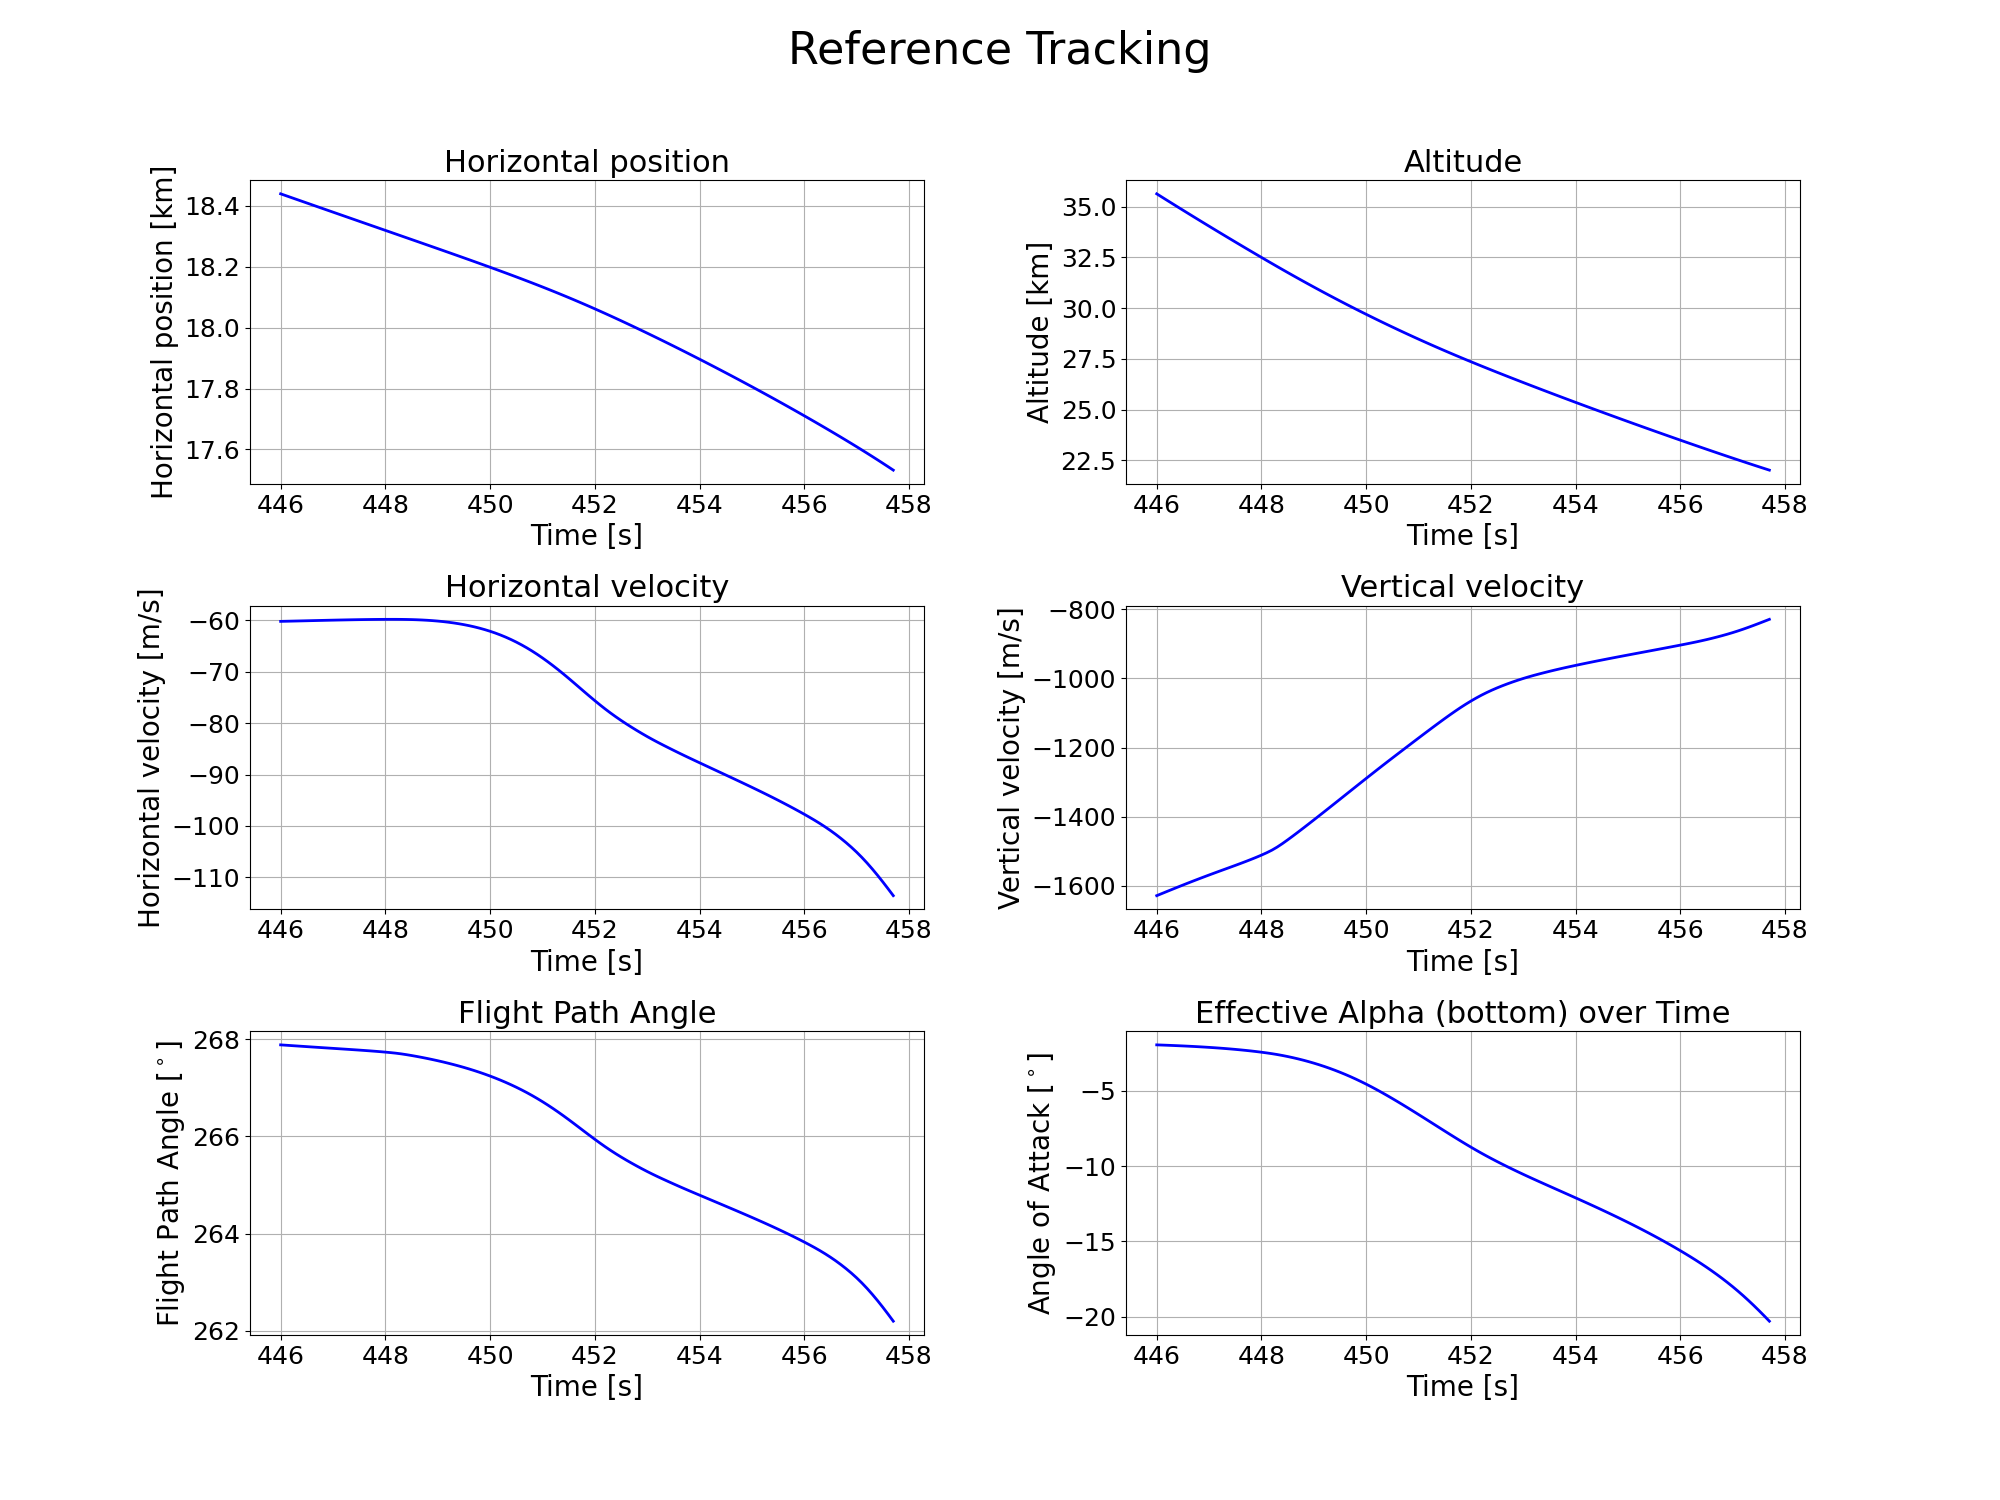 Reference Tracking
Horizontal position
Horizontal position [km]
18.4
18.2
18.0
17.8
17.6
446 448 450 452 454 456 458
Time [s]
Altitude
Altitude [km]
35.0
32.5
30.0
27.5
25.0
22.5
446 448 450 452 454 456 458
Time [s]
Horizontal velocity
Horizontal velocity [m/s]
−60
−70
−80
−90
−100
−110
446 448 450 452 454 456 458
Time [s]
Vertical velocity
Vertical velocity [m/s]
−800
−1000
−1200
−1400
−1600
446 448 450 452 454 456 458
Time [s]
Flight Path Angle
Flight Path Angle [°]
268
266
264
262
446 448 450 452 454 456 458
Time [s]
Effective Alpha (bottom) over Time
Angle of Attack [°]
−5
−10
−15
−20
446 448 450 452 454 456 458
Time [s]